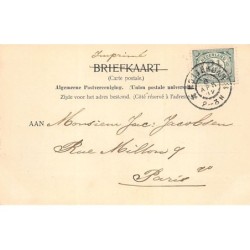 Imprimé
BRIEFKAART
(Carte postale)
Algemeene Postvereeniging. (Union postale universelle)
Zijde voor het adres bestemd. (Côté réservé à l'adresse)
AAN Monsieur Jac: Jacobson
Rue Millon 9
Paris